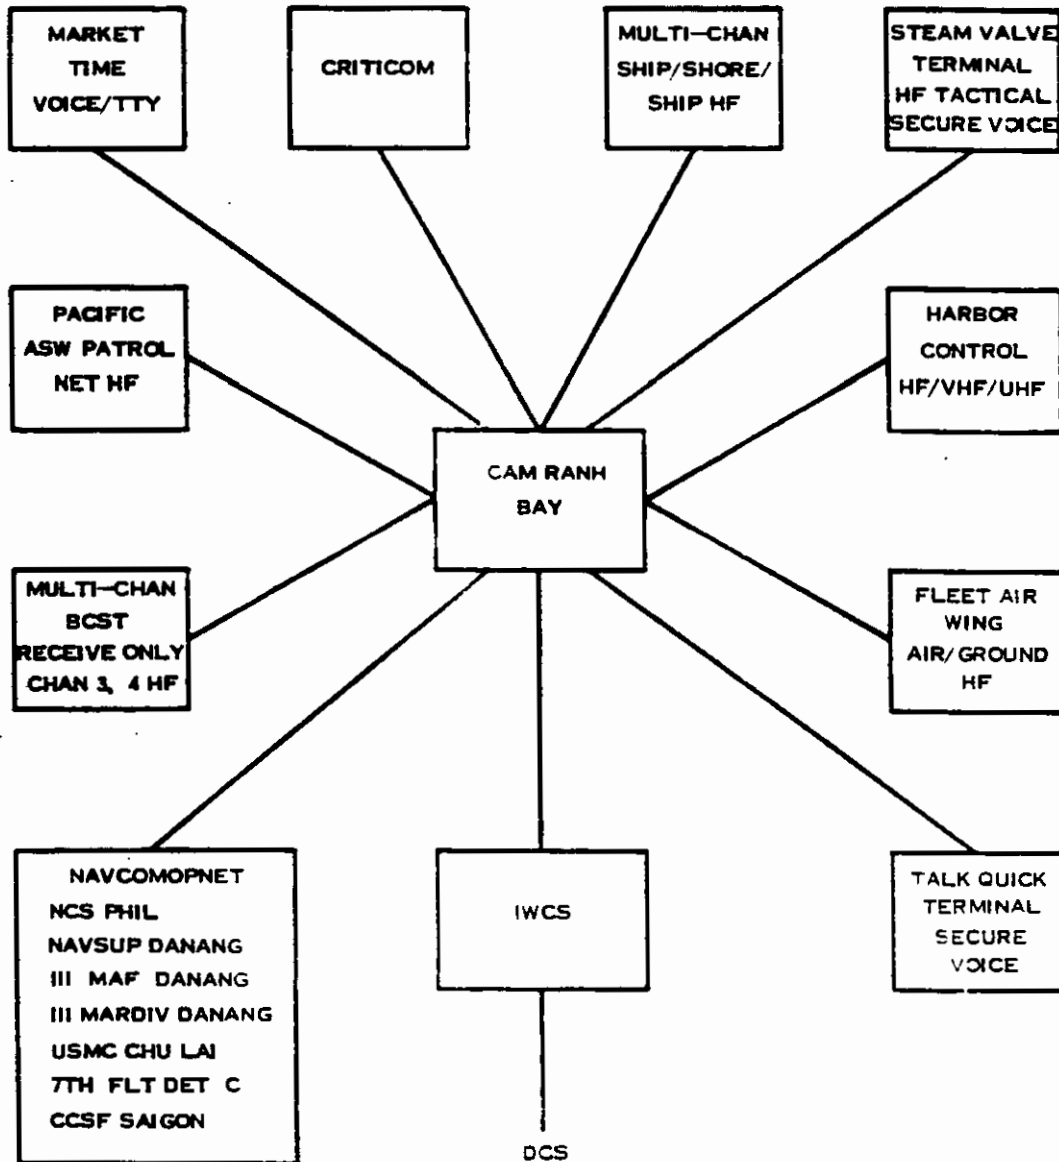 MARKET
TIME
VOICE/TTY
CRITICOM
MULTI-CHAN
SHIP/SHORE/
SHIP HF
STEAM VALVE
TERMINAL
HF TACTICAL
SECURE VOICE
PACIFIC
ASW PATROL
NET HF
HARBOR
CONTROL
HF/VHF/UHF
CAM RANH
BAY
MULTI-CHAN
BCST
RECEIVE ONLY
CHAN 3, 4 HF
FLEET AIR
WING
AIR/GROUND
HF
NAVCOMOPNET
NCS PHIL
NAVSUP DANANG
III MAF DANANG
III MARDIV DANANG
USMC CHU LAI
7TH FLT DET C
CCSF SAIGON
IWCS
TALK QUICK
TERMINAL
SECURE
VOICE
DCS